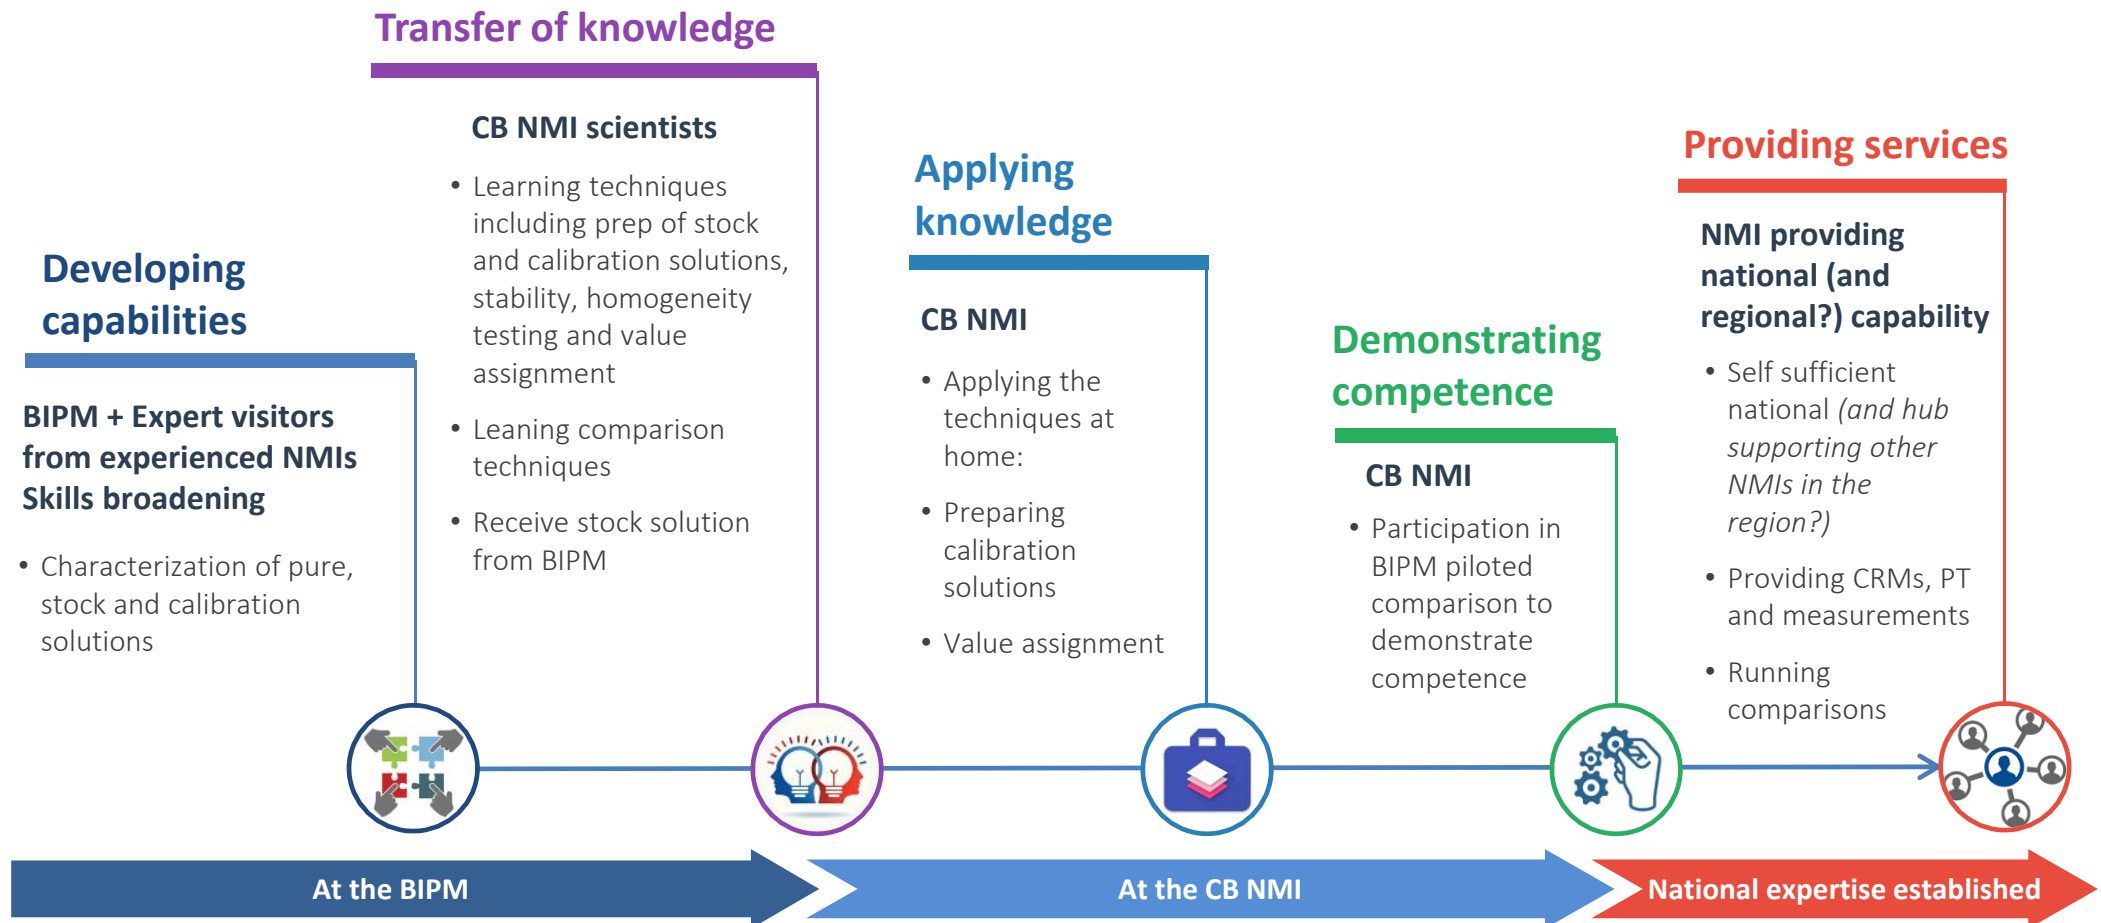 Transfer of knowledge
CB NMI scientists
• Learning techniques
including prep of stock
and calibration solutions,
stability, homogeneity
testing and value
assignment
• Leaning comparison
techniques
• Receive stock solution
from BIPM
Developing
capabilities
BIPM + Expert visitors
from experienced NMIs
Skills broadening
• Characterization of pure,
stock and calibration
solutions
Applying
knowledge
CB NMI
• Applying the
techniques at
home:
• Preparing
calibration
solutions
• Value assignment
Demonstrating
competence
CB NMI
• Participation in
BIPM piloted
comparison to
demonstrate
competence
Providing services
NMI providing
national (and
regional?) capability
• Self sufficient
national (and hub
supporting other
NMIs in the
region?)
• Providing CRMs, PT
and measurements
• Running
comparisons
At the BIPM
At the CB NMI
National expertise established